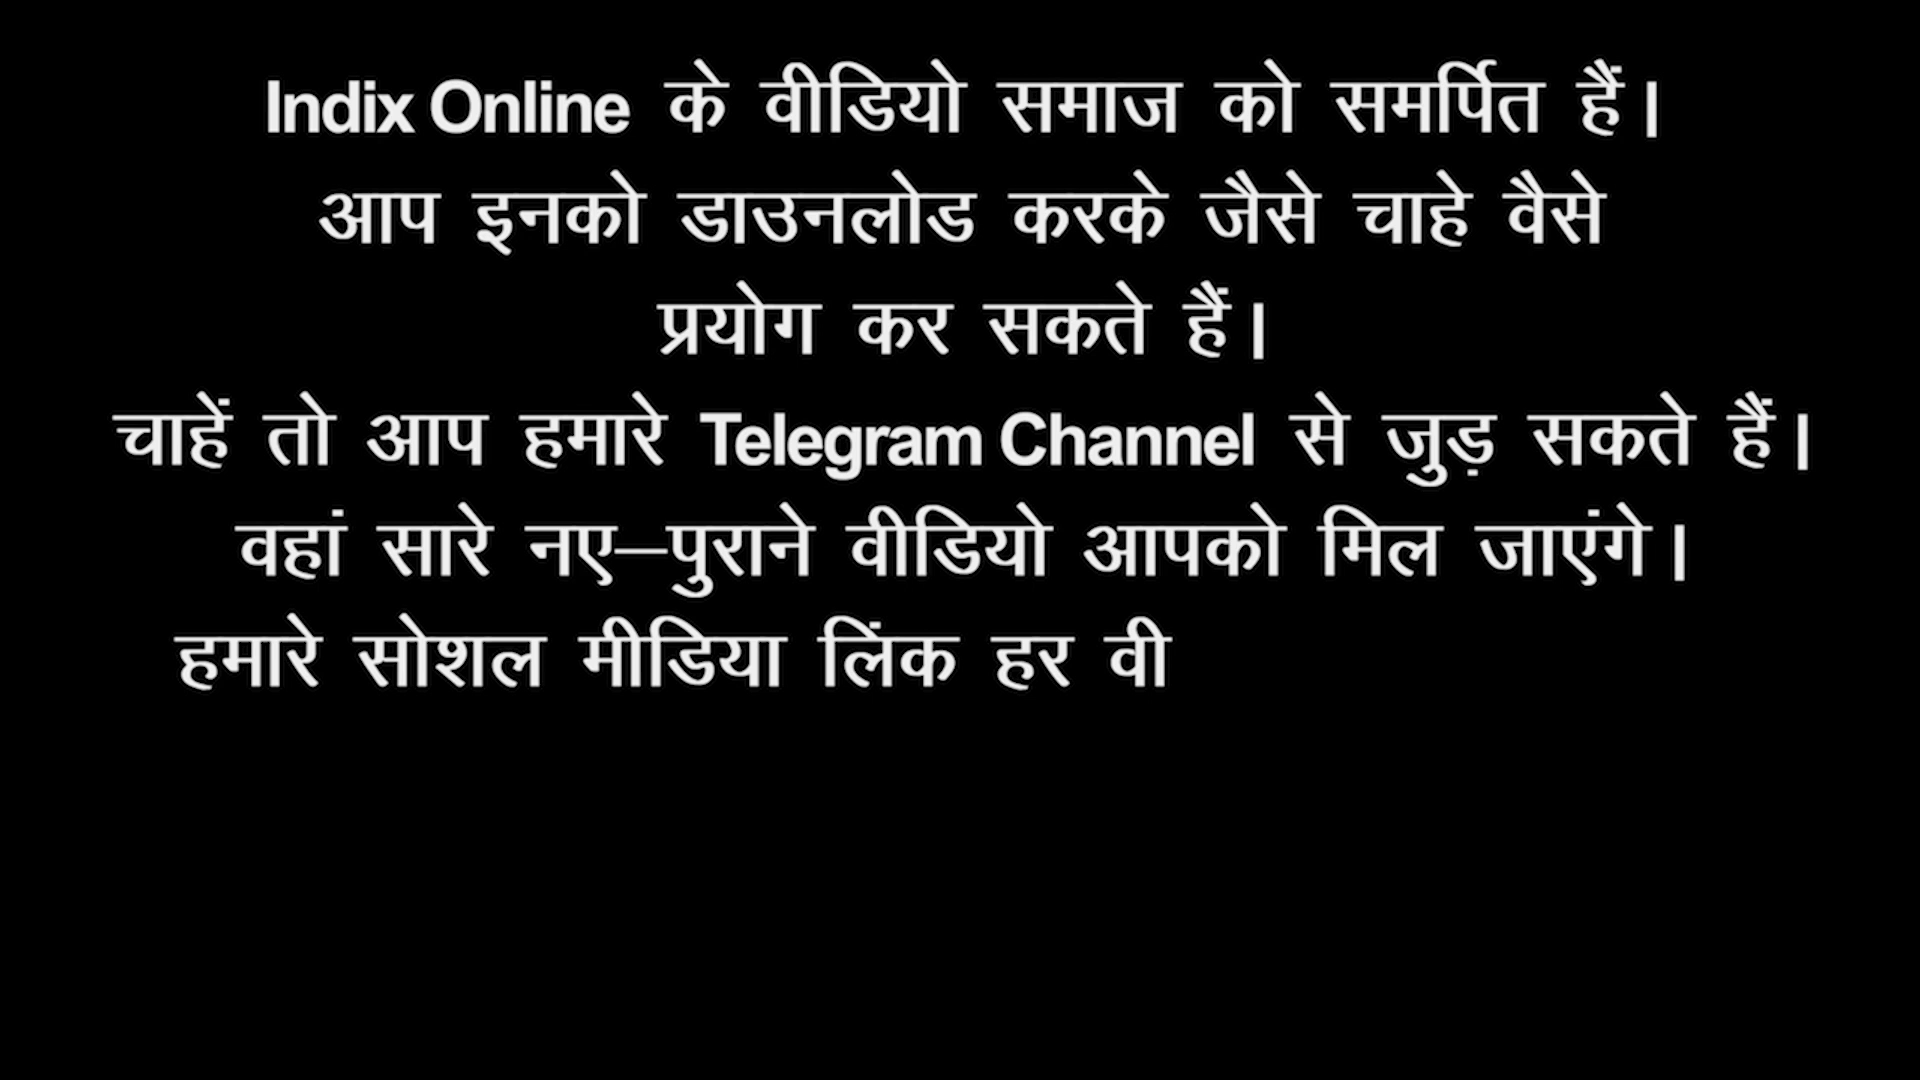 Indix Online के वीडियो समाज को समर्पित हैं।
आप इनको डाउनलोड करके जैसे चाहे वैसे
प्रयोग कर सकते हैं।
चाहें तो आप हमारे Telegram Channel से जुड़ सकते हैं।
वहां सारे नए–पुराने वीडियो आपको मिल जाएंगे।
हमारे सोशल मीडिया लिंक हर वी